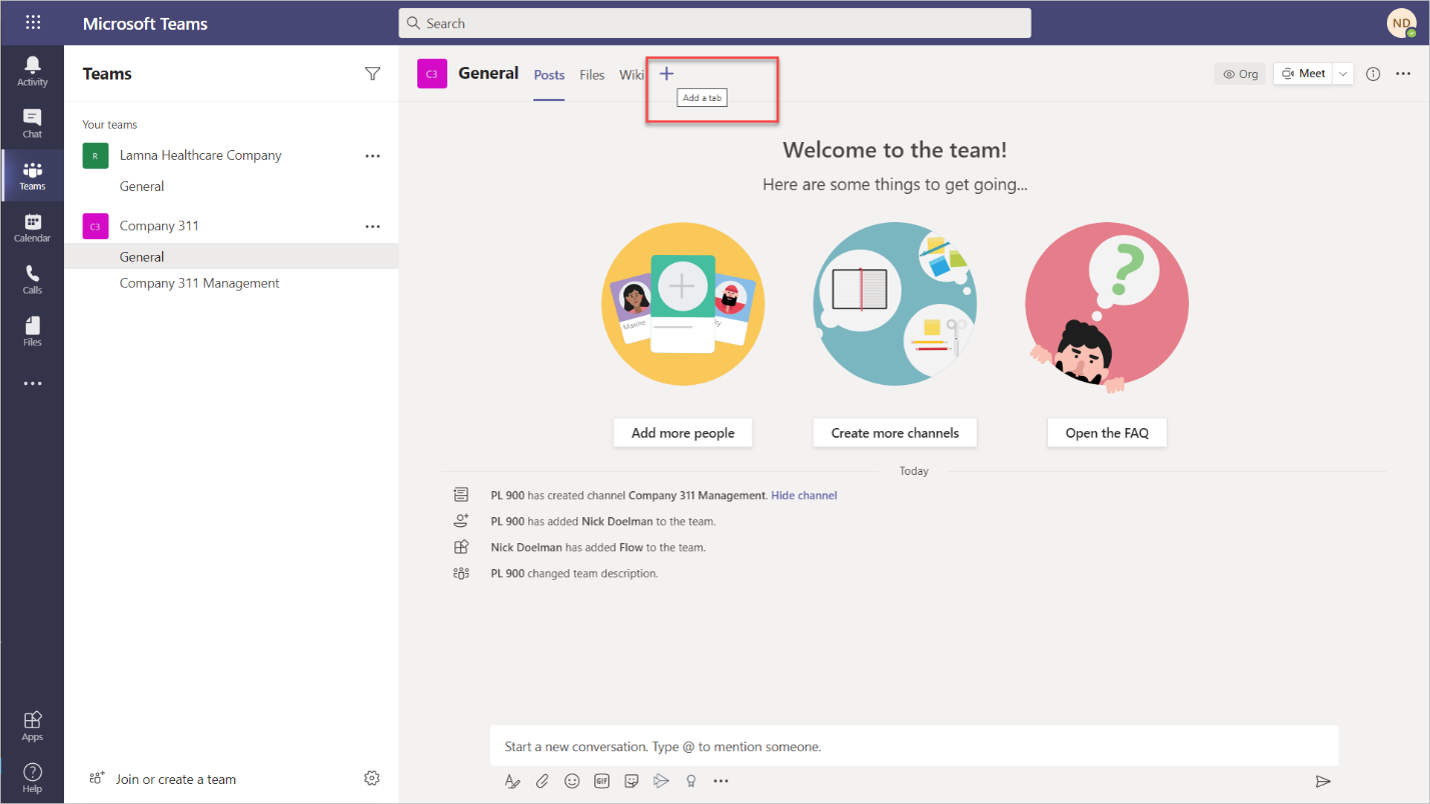 Microsoft Teams
Search
ND
Activity
Chat
Teams
Calendar
Calls
Files
Apps
Help
Teams
Your teams
R
Lamna Healthcare Company
General
C3
Company 311
General
Company 311 Management
Join or create a team
C3
General
Posts
Files
Wiki
Add a tab
Org
Meet
Welcome to the team!
Here are some things to get going...
Maxine
Add more people
Create more channels
Open the FAQ
Today
PL 900 has created channel Company 311 Management. Hide channel
PL 900 has added Nick Doelman to the team.
Nick Doelman has added Flow to the team.
PL 900 changed team description.
Start a new conversation. Type @ to mention someone.
GIF